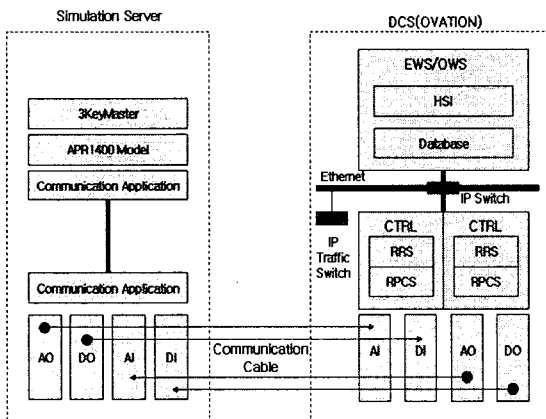 Simulation Server
DCS(OVATION)
3KeyMaster
APR1400 Model
Communication Application
Communication Application
AO
DO
AI
DI
Communication
Cable
EWS/OWS
HSI
Database
Ethernet
IP Switch
IP
Traffic
Switch
CTRL
RRS
RPCS
CTRL
RRS
RPCS
AI
DI
AO
DO